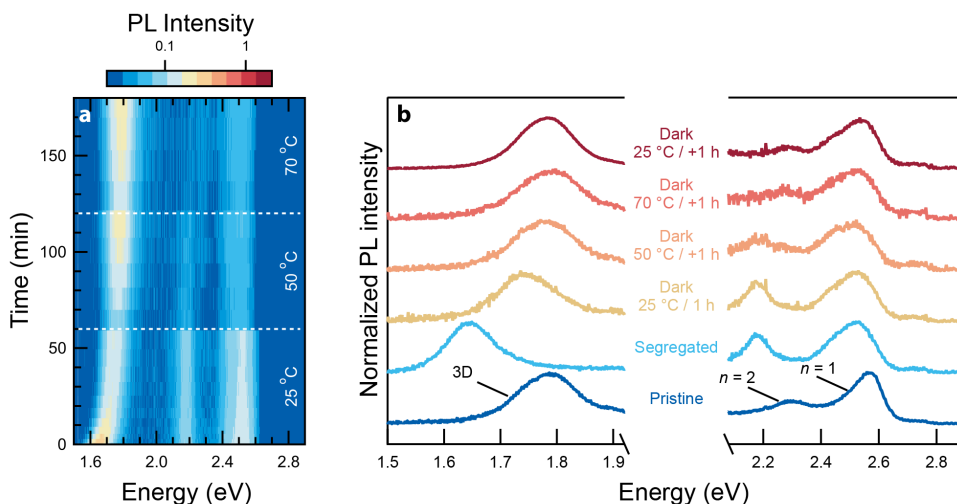 PL Intensity
0.1 1
a
Time (min)
150
100
50
0
70 °C
50 °C
25 °C
1.6 2.0 2.4 2.8
Energy (eV)
b
Normalized PL intensity
Dark
25 °C / +1 h
Dark
70 °C / +1 h
Dark
50 °C / +1 h
Dark
25 °C / 1 h
Segregated
Pristine
3D
n = 2
n = 1
1.5 1.6 1.7 1.8 1.9 2.2 2.4 2.6 2.8
Energy (eV)